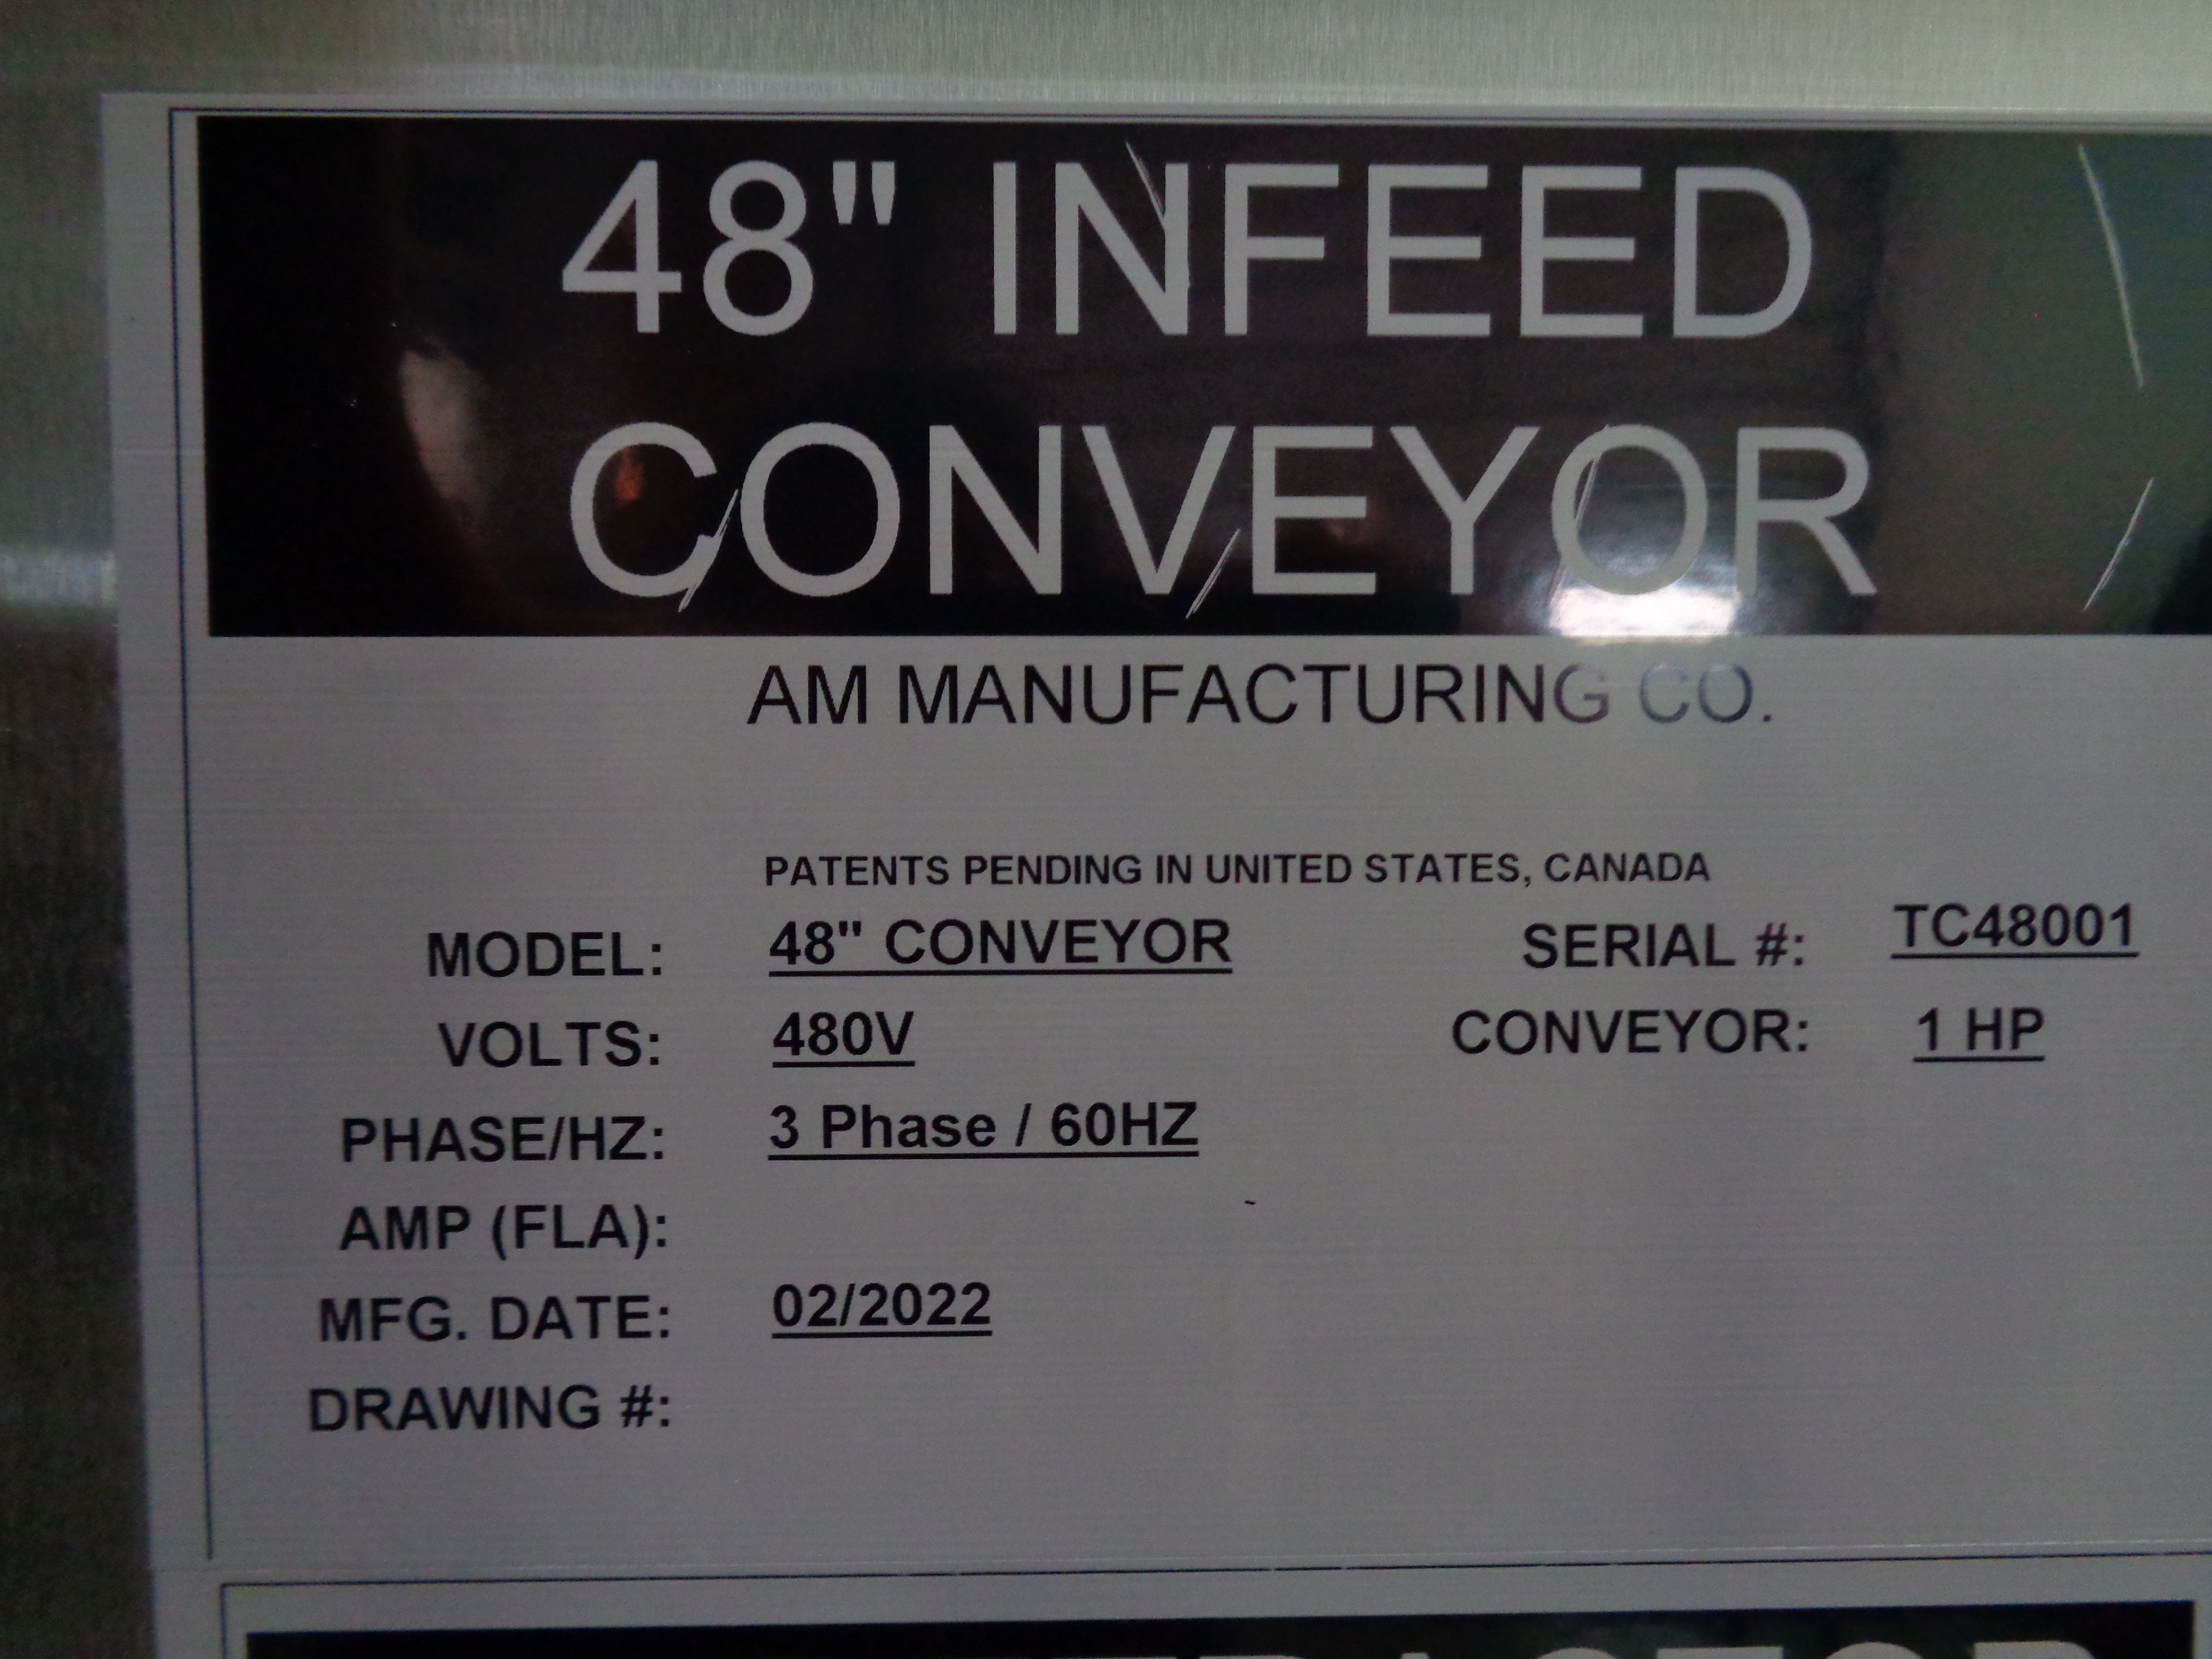 48" INFEED
CONVEYOR
AM MANUFACTURING CO.
PATENTS PENDING IN UNITED STATES, CANADA
MODEL: 48" CONVEYOR SERIAL #: TC48001
VOLTS: 480V CONVEYOR: 1 HP
PHASE/HZ: 3 Phase / 60HZ
AMP (FLA):
MFG. DATE: 02/2022
DRAWING #: